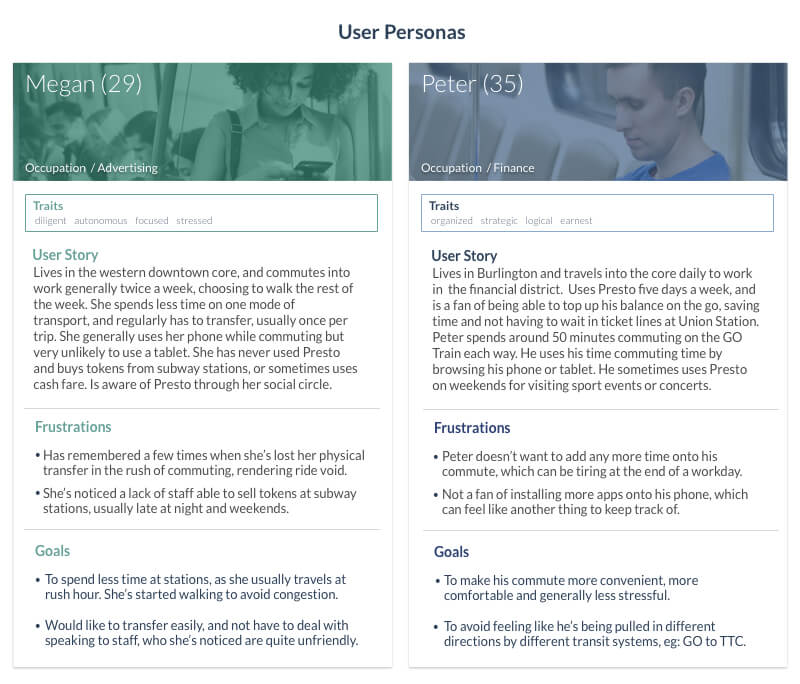 User Personas
Megan (29)
Occupation / Advertising
Traits
diligent autonomous focused stressed
User Story
Lives in the western downtown core, and commutes into
work generally twice a week, choosing to walk the rest of
the week. She spends less time on one mode of
transport, and regularly has to transfer, usually once per
trip. She generally uses her phone while commuting but
very unlikely to use a tablet. She has never used Presto
and buys tokens from subway stations, or sometimes uses
cash fare. Is aware of Presto through her social circle.
Frustrations
• Has remembered a few times when she's lost her physical
transfer in the rush of commuting, rendering ride void.
• She's noticed a lack of staff able to sell tokens at subway
stations, usually late at night and weekends.
Goals
• To spend less time at stations, as she usually travels at
rush hour. She's started walking to avoid congestion.
• Would like to transfer easily, and not have to deal with
speaking to staff, who she's noticed are quite unfriendly.
Peter (35)
Occupation / Finance
Traits
organized strategic logical earnest
User Story
Lives in Burlington and travels into the core daily to work
in the financial district. Uses Presto five days a week, and
is a fan of being able to top up his balance on the go, saving
time and not having to wait in ticket lines at Union Station.
Peter spends around 50 minutes commuting on the GO
Train each way. He uses his time commuting time by
browsing his phone or tablet. He sometimes uses Presto
on weekends for visiting sport events or concerts.
Frustrations
• Peter doesn't want to add any more time onto his
commute, which can be tiring at the end of a workday.
• Not a fan of installing more apps onto his phone, which
can feel like another thing to keep track of.
Goals
• To make his commute more convenient, more
comfortable and generally less stressful.
• To avoid feeling like he's being pulled in different
directions by different transit systems, eg: GO to TTC.